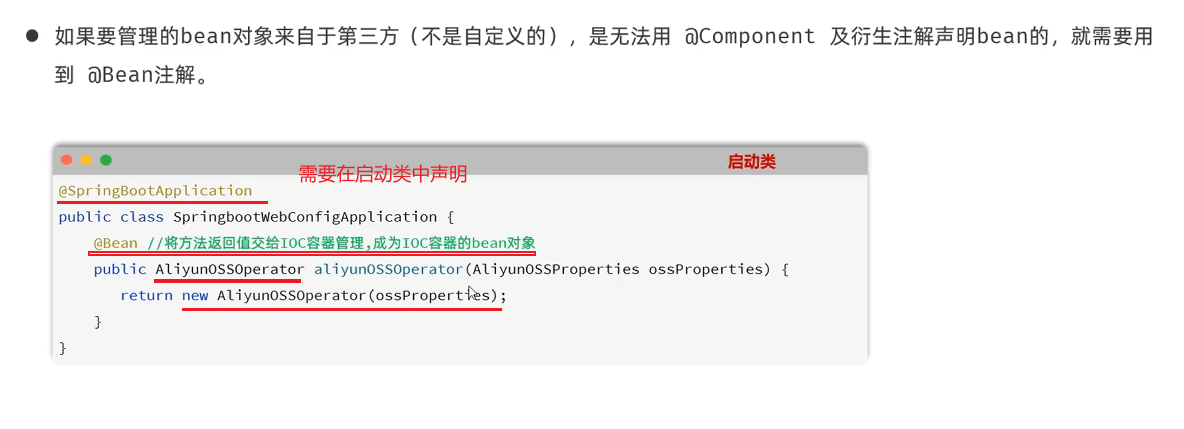 如果要管理的bean对象来自于第三方（不是自定义的），是无法用 @Component 及衍生注解声明bean的，就需要用
到 @Bean注解。
需要在启动类中声明
启动类
@SpringBootApplication
public class SpringbootWebConfigApplication {
    @Bean //将方法返回值交给IOC容器管理,成为IOC容器的bean对象
    public AliyunOSSOperator aliyunOSSOperator(AliyunOSSProperties ossProperties) {
       return new AliyunOSSOperator(ossProperties);
    }
}